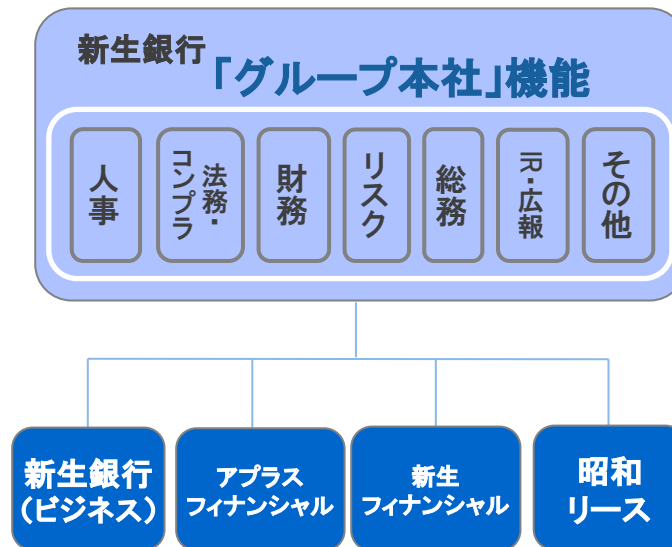 新生銀行
「グループ本社」機能
人事
法務・
コンプラ
財務
リスク
総務
IR・広報
その他
新生銀行
（ビジネス）
アプラス
フィナンシャル
新生
フィナンシャル
昭和
リース